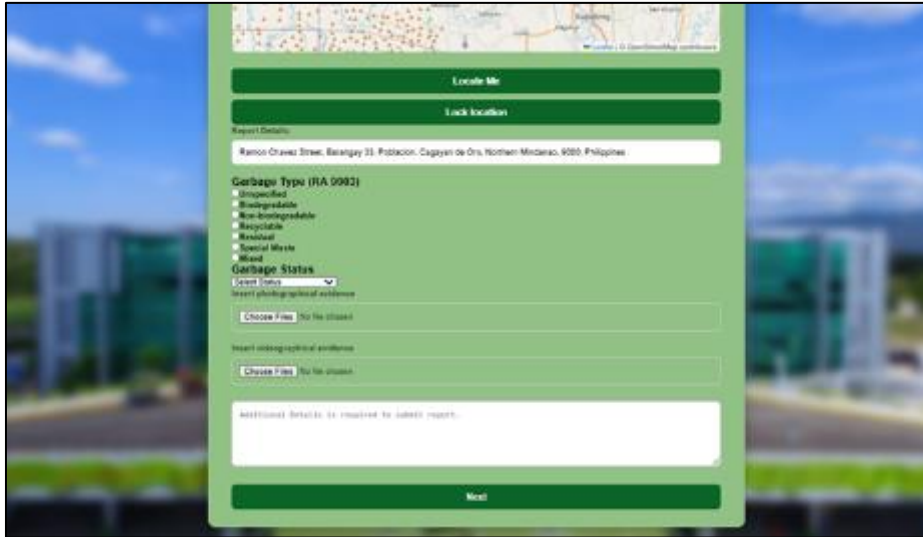 Leaflet | © OpenStreetMap contributors
Locate Me
Lock location
Report Details:
Ramon Chavez Street, Barangay 33, Poblacion, Cagayan de Oro, Northern Mindanao, 9000, Philippines
Garbage Type (RA 9003)
Unspecified
Biodegradable
Non-biodegradable
Recyclable
Residual
Special Waste
Mixed
Garbage Status
Select Status
Insert photographical evidence
Choose Files No file chosen
Insert videographical evidence
Choose Files No file chosen
Additional Details is required to submit report.
Next